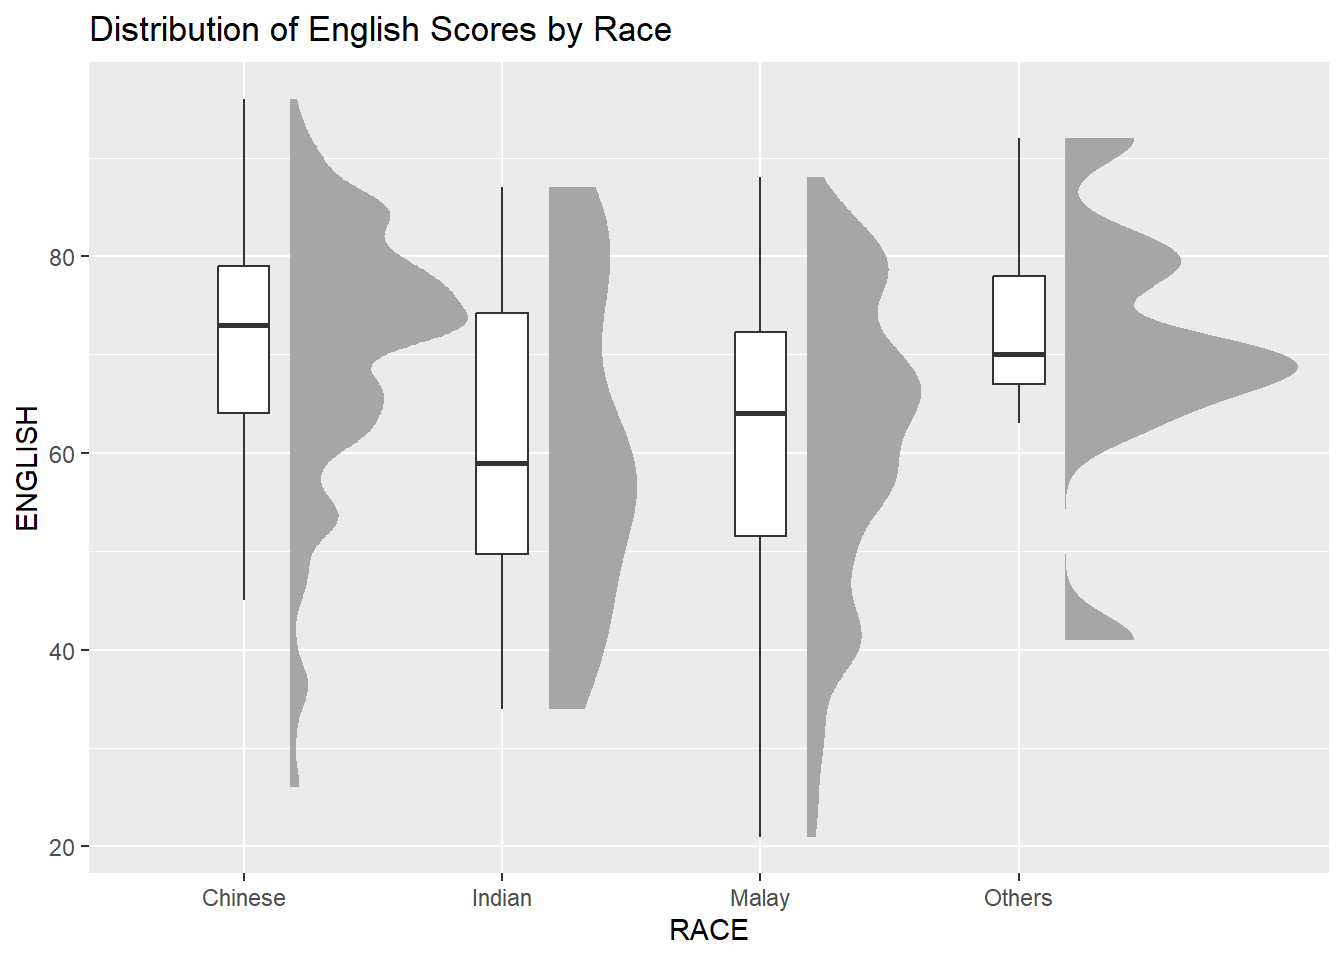 Distribution of English Scores by Race
ENGLISH
80
60
40
20
Chinese Indian Malay Others
RACE